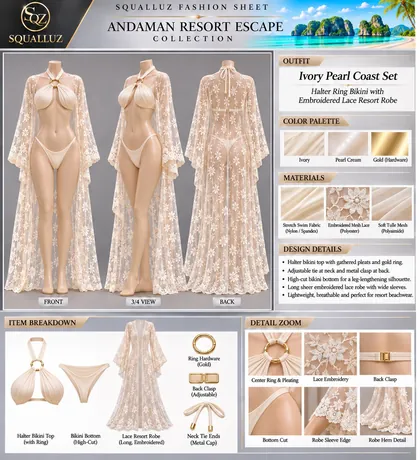 SQUALLUZ FASHION SHEET
SQZ
SQUALLUZ
ANDAMAN RESORT ESCAPE
COLLECTION
FRONT
3/4 VIEW
BACK
OUTFIT
Ivory Pearl Coast Set
Halter Ring Bikini with
Embroidered Lace Resort Robe
COLOR PALETTE
Ivory
Pearl Cream
Gold (Hardware)
MATERIALS
Stretch Swim Fabric
(Nylon / Spandex)
Embroidered Mesh Lace
(Polyester)
Soft Tulle Mesh
(Polyamide)
DESIGN DETAILS
• Halter bikini top with gathered pleats and gold ring.
• Adjustable tie at neck and metal clasp at back.
• High-cut bikini bottom for a leg-lengthening silhouette.
• Long sheer embroidered lace robe with wide sleeves.
• Lightweight, breathable and perfect for resort beachwear.
ITEM BREAKDOWN
Halter Bikini Top
(with Ring)
Bikini Bottom
(High-Cut)
Lace Resort Robe
(Long, Embroidered)
Ring Hardware
(Gold)
Back Clasp
(Adjustable)
Neck Tie Ends
(Metal Cap)
DETAIL ZOOM
Center Ring & Pleating
Lace Embroidery
Back Clasp
Bottom Cut
Robe Sleeve Edge
Robe Hem Detail